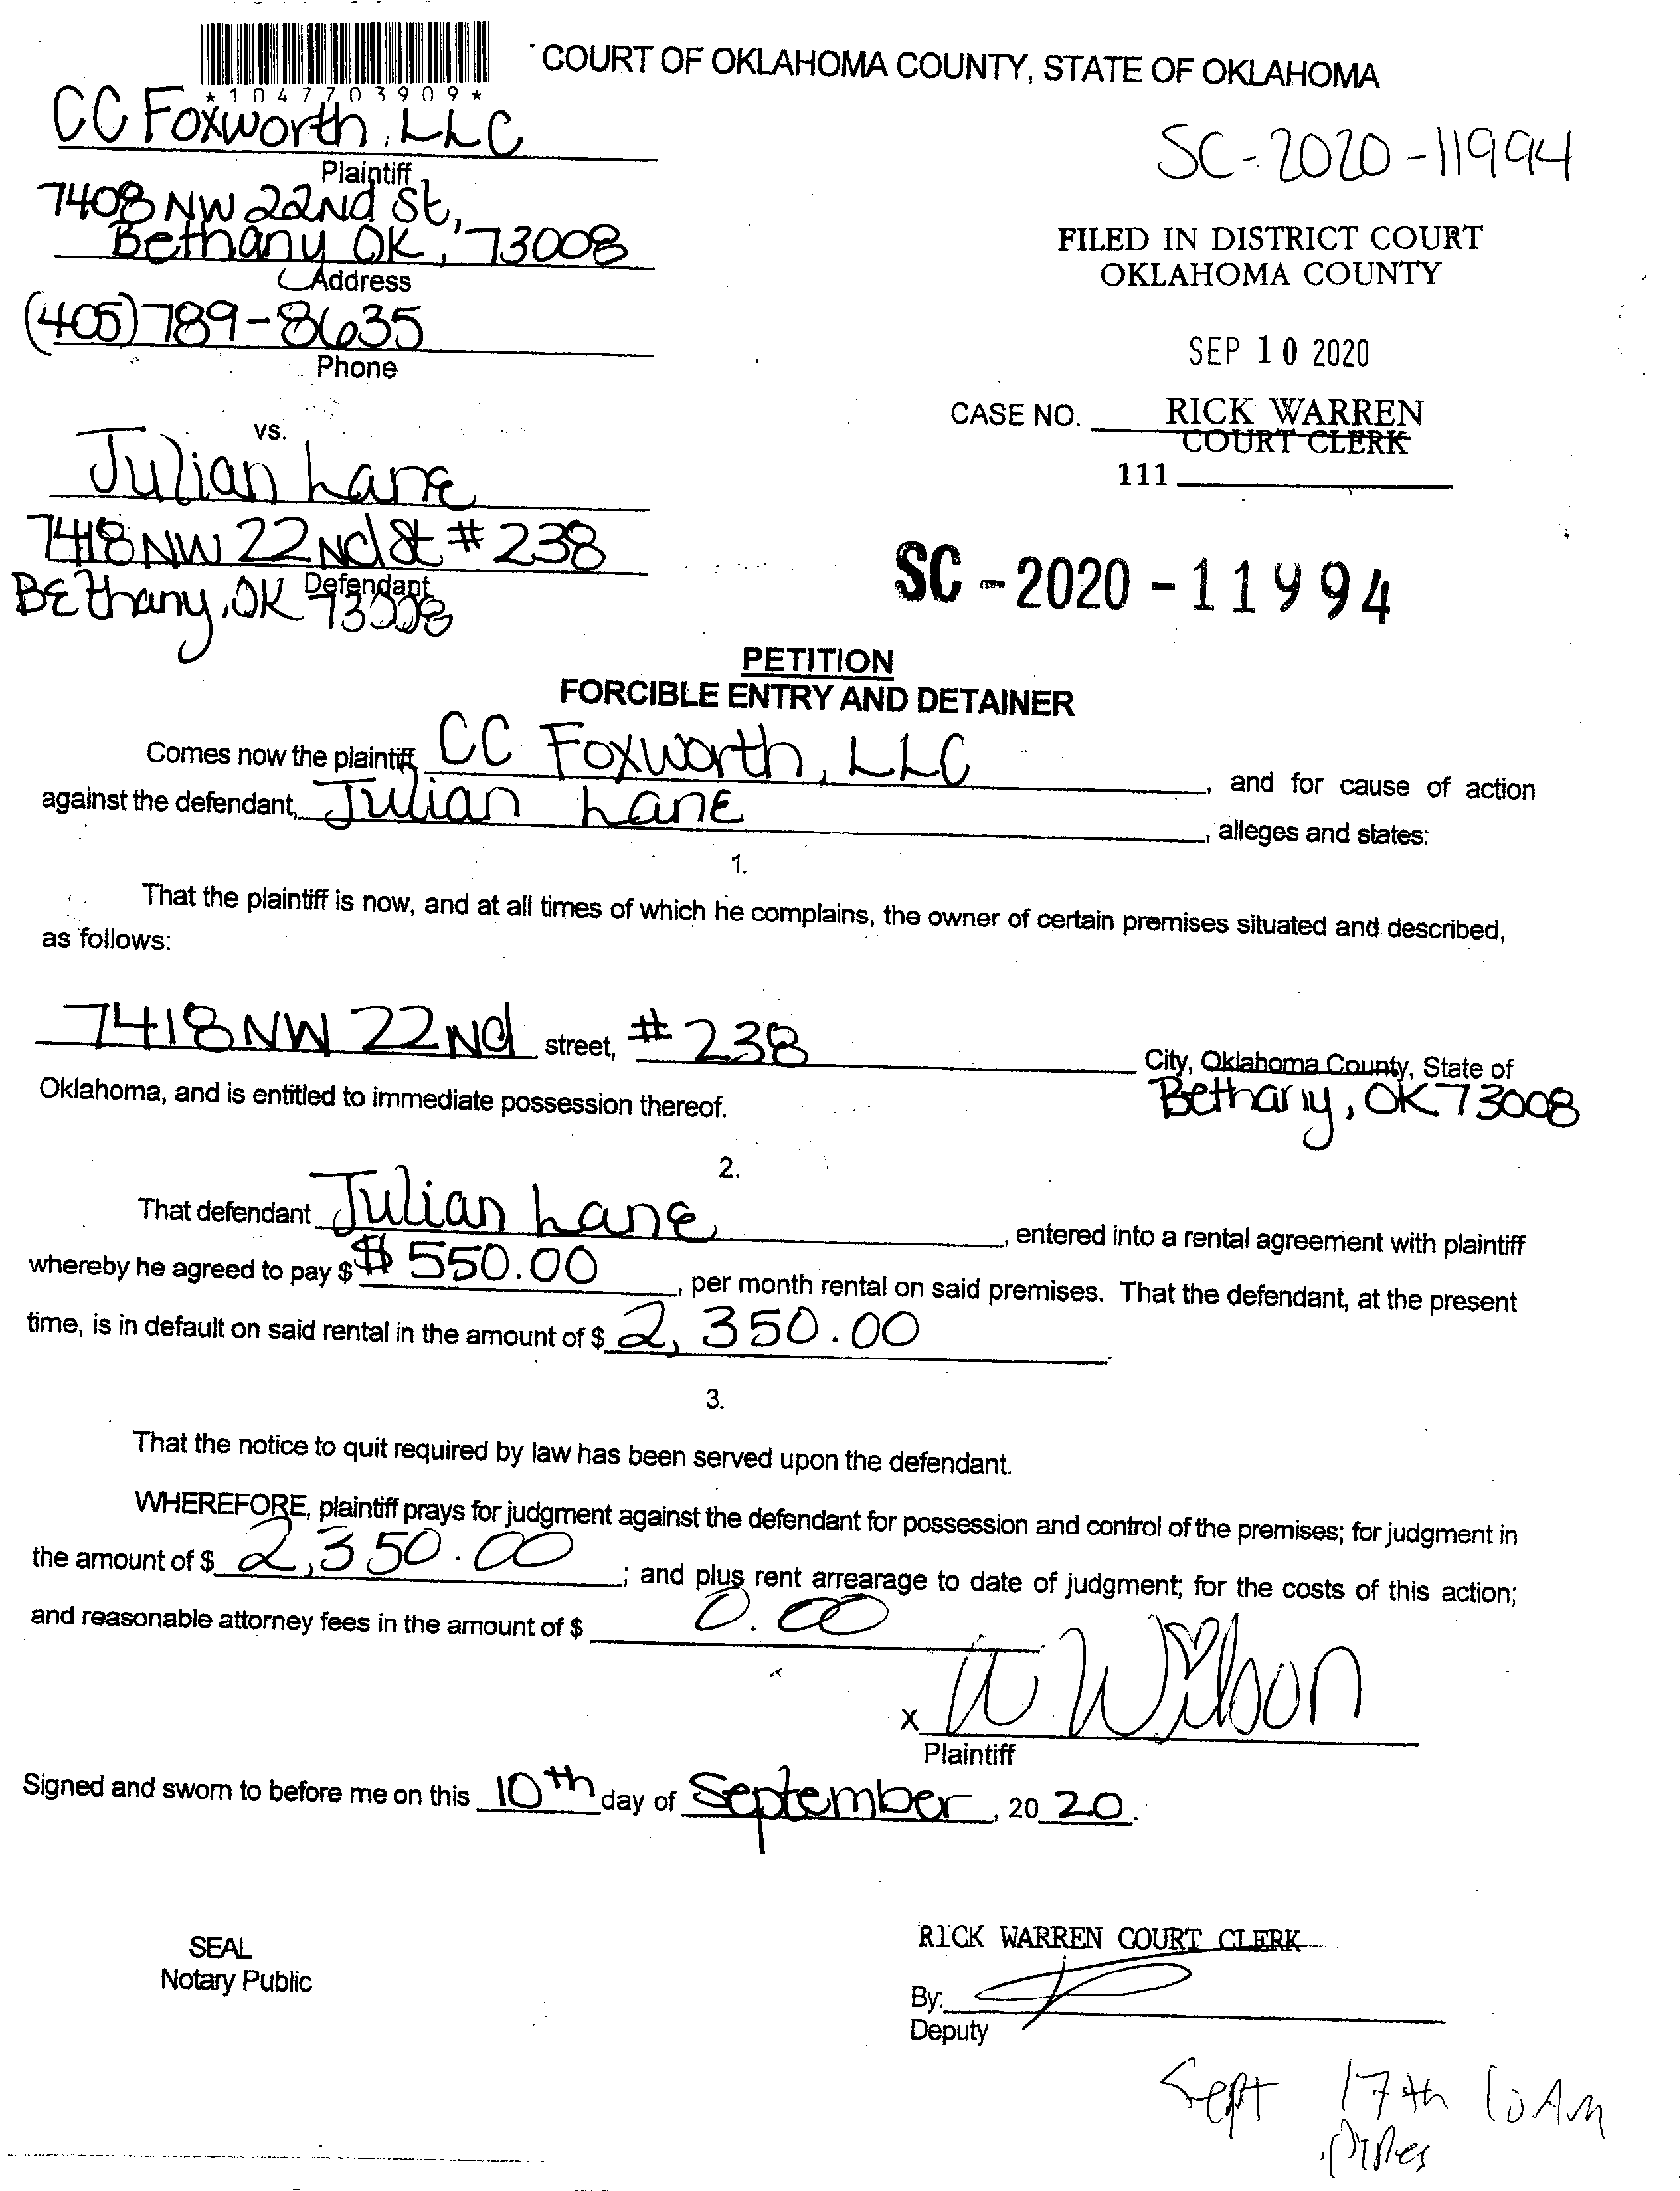 *1047703909*
COURT OF OKLAHOMA COUNTY, STATE OF OKLAHOMA
CC Foxworth, LLC
Plaintiff
SC-2020-11994
7408 NW 22nd St,
Bethany OK, 73008
Address
FILED IN DISTRICT COURT
OKLAHOMA COUNTY
(405)789-8635
Phone
SEP 10 2020
CASE NO. RICK WARREN
COURT CLERK
111
vs.
Julian Lane
7418 NW 22nd St # 238
Defendant
Bethany, OK 73008
SC-2020-11994
PETITION
FORCIBLE ENTRY AND DETAINER
Comes now the plaintiff CC Foxworth, LLC, and for cause of action
against the defendant, Julian Lane, alleges and states:
1.
That the plaintiff is now, and at all times of which he complains, the owner of certain premises situated and described,
as follows:
7418 NW 22nd street, # 238 City, Oklahoma County, State of
Oklahoma, and is entitled to immediate possession thereof. Bethany, OK 73008
2.
That defendant Julian Lane, entered into a rental agreement with plaintiff
whereby he agreed to pay $ $ 550.00, per month rental on said premises. That the defendant, at the present
time, is in default on said rental in the amount of $ 2,350.00.
3.
That the notice to quit required by law has been served upon the defendant.
WHEREFORE, plaintiff prays for judgment against the defendant for possession and control of the premises; for judgment in
the amount of $ 2,350.00; and plus rent arrearage to date of judgment; for the costs of this action;
and reasonable attorney fees in the amount of $ 0.00
x A Wilson
Plaintiff
Signed and sworn to before me on this 10th day of September, 20 20.
SEAL
Notary Public
RICK WARREN COURT CLERK
By:
Deputy
Sept 17th 10 AM